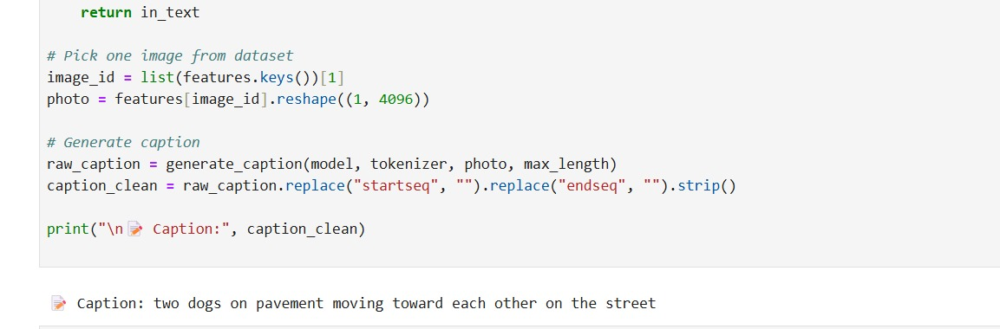 return in_text
# Pick one image from dataset
image_id = list(features.keys())[1]
photo = features[image_id].reshape((1, 4096))
# Generate caption
raw_caption = generate_caption(model, tokenizer, photo, max_length)
caption_clean = raw_caption.replace("startseq", "").replace("endseq", "").strip()
print("\n📝 Caption:", caption_clean)
📝 Caption: two dogs on pavement moving toward each other on the street